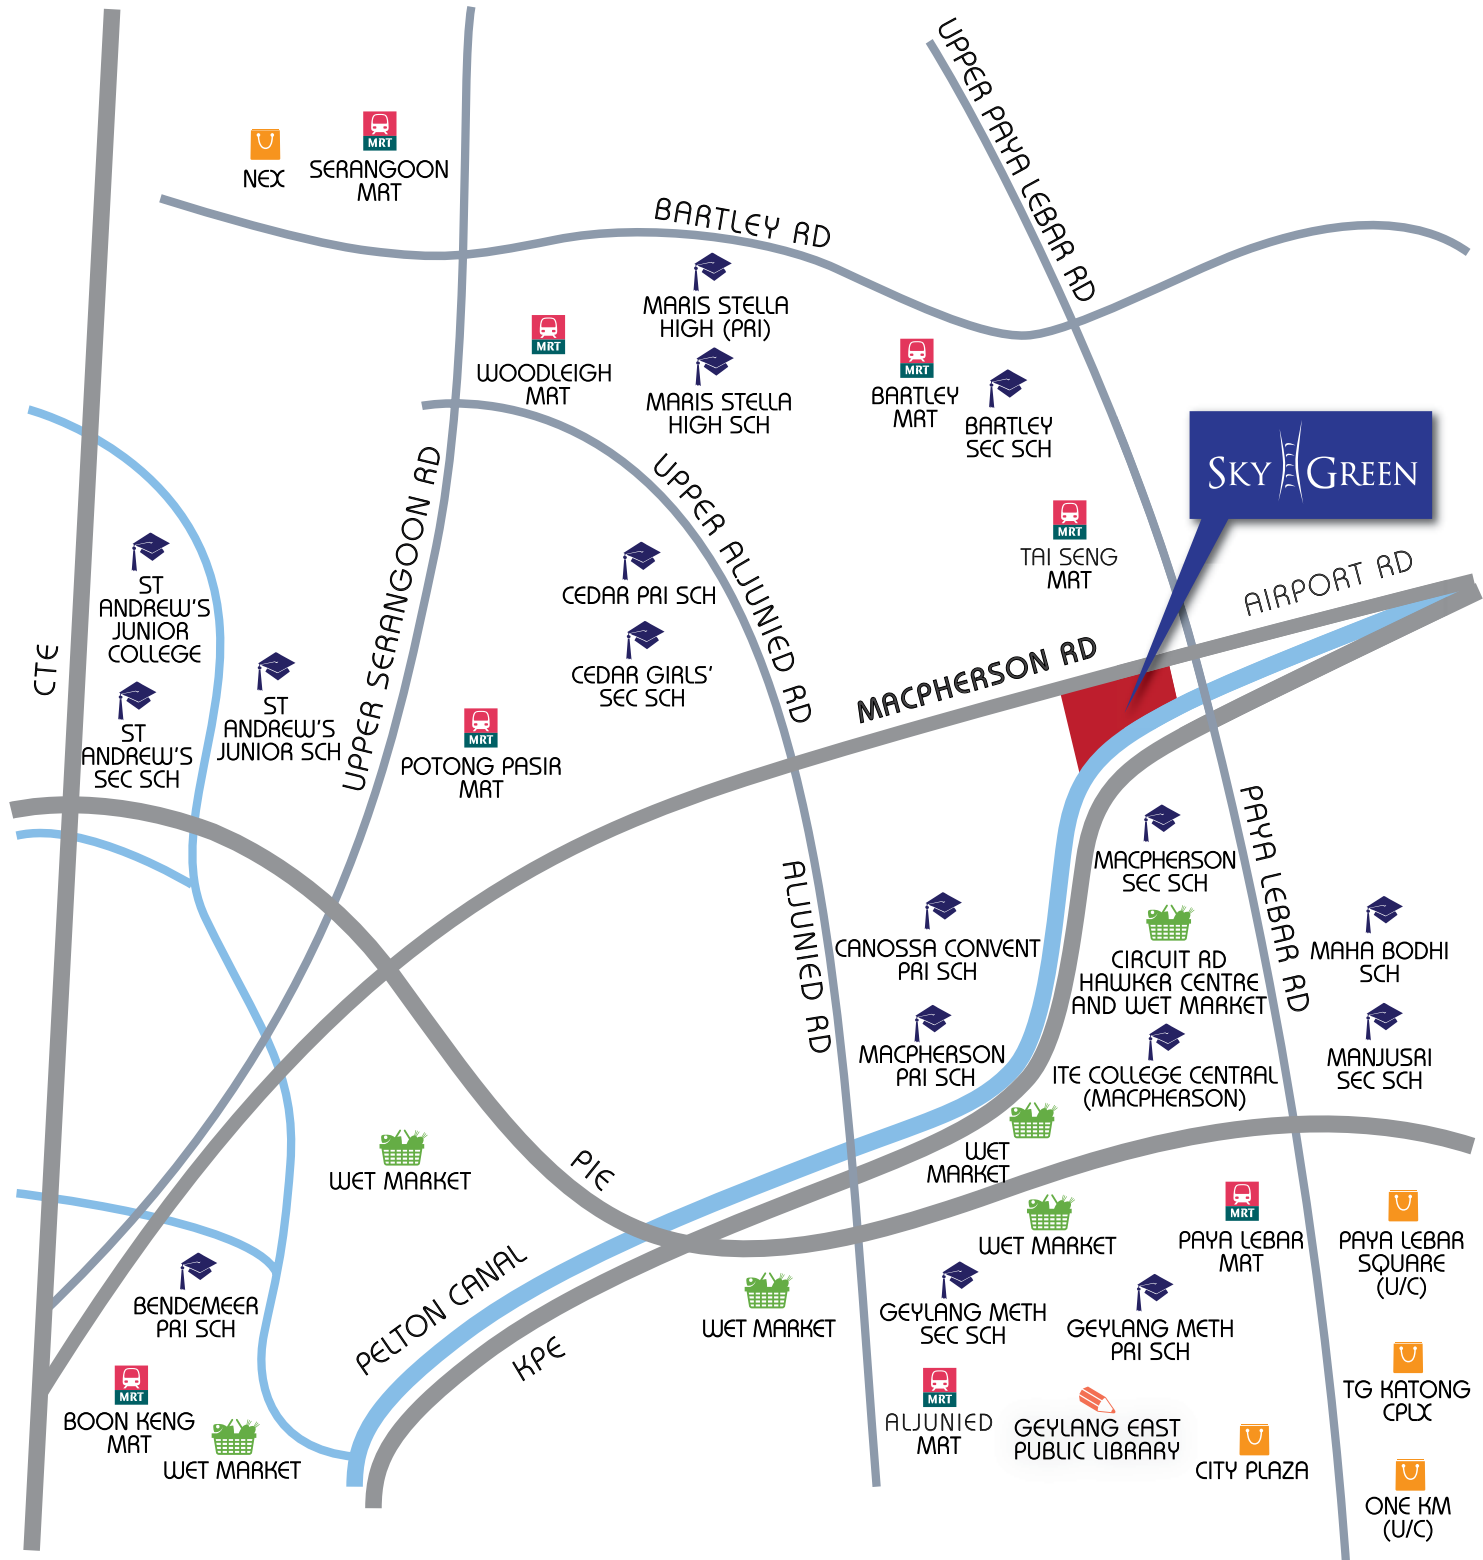 UPPER PAYA LEBAR RD
MRT
NEX
SERANGOON
MRT
BARTLEY RD
MARIS STELLA
HIGH (PRI)
MRT
WOODLEIGH
MRT
MARIS STELLA
HIGH SCH
MRT
BARTLEY
MRT
BARTLEY
SEC SCH
SKY GREEN
UPPER SERANGOON RD
UPPER ALJUNIED RD
MRT
TAI SENG
MRT
AIRPORT RD
ST
ANDREW'S
JUNIOR
COLLEGE
CEDAR PRI SCH
CTE
ST
ANDREW'S
SEC SCH
ST
ANDREW'S
JUNIOR SCH
CEDAR GIRLS'
SEC SCH
MACPHERSON RD
MRT
POTONG PASIR
MRT
PAYA LEBAR RD
MACPHERSON
SEC SCH
ALJUNIED RD
CANOSSA CONVENT
PRI SCH
CIRCUIT RD
HAWKER CENTRE
AND WET MARKET
MAHA BODHI
SCH
MACPHERSON
PRI SCH
ITE COLLEGE CENTRAL
(MACPHERSON)
MANJUSRI
SEC SCH
WET MARKET
PIE
WET
MARKET
WET MARKET
MRT
PAYA LEBAR
MRT
PAYA LEBAR
SQUARE
(U/C)
BENDEMEER
PRI SCH
PELTON CANAL
KPE
WET MARKET
GEYLANG METH
SEC SCH
GEYLANG METH
PRI SCH
MRT
BOON KENG
MRT
WET MARKET
MRT
ALJUNIED
MRT
GEYLANG EAST
PUBLIC LIBRARY
CITY PLAZA
TG KATONG
CPLX
ONE KM
(U/C)